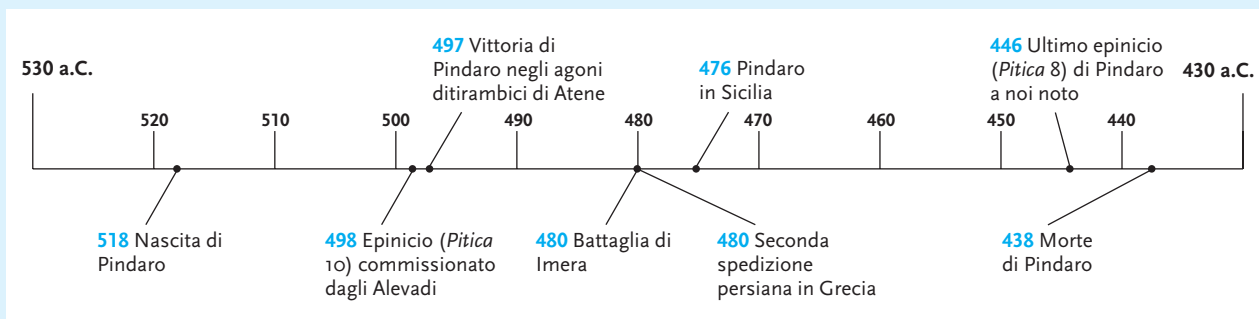 530 a.C.
497 Vittoria di
Pindaro negli agoni
ditirambici di Atene
476 Pindaro
in Sicilia
446 Ultimo epinicio
(Pitica 8) di Pindaro
a noi noto
430 a.C.
520
510
500
490
480
470
460
450
440
518 Nascita di
Pindaro
498 Epinicio (Pitica
10) commissionato
dagli Alevadi
480 Battaglia di
Imera
480 Seconda
spedizione
persiana in Grecia
438 Morte
di Pindaro